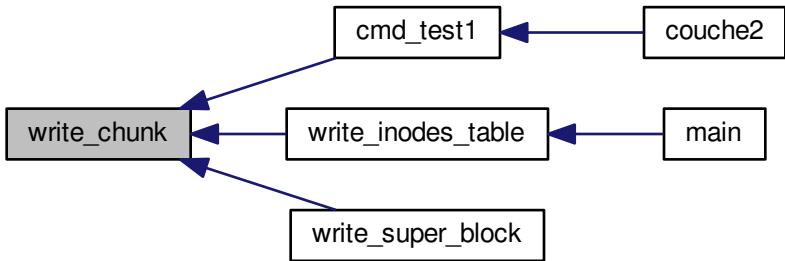 cmd_test1
couche2
write_chunk
write_inodes_table
main
write_super_block